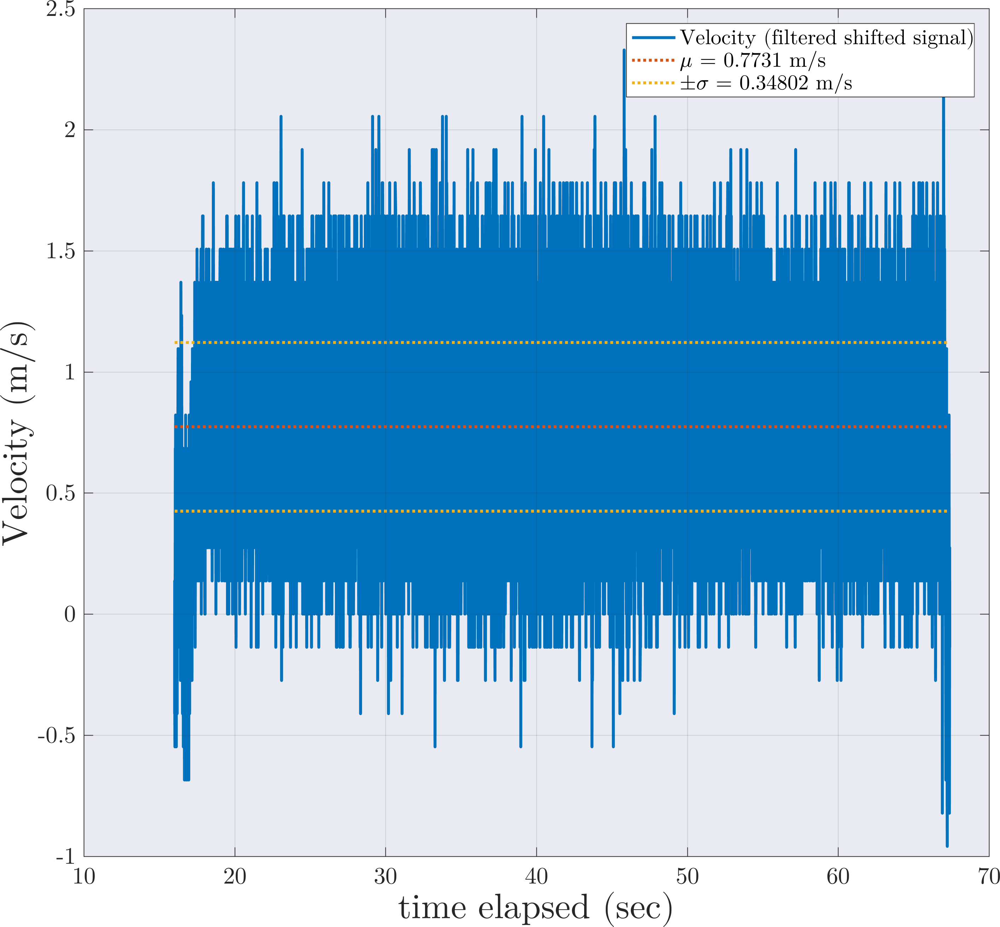 2.5
2
1.5
1
0.5
0
-0.5
-1
Velocity (m/s)
Velocity (filtered shifted signal)
μ = 0.7731 m/s
±σ = 0.34802 m/s
10 20 30 40 50 60 70
time elapsed (sec)